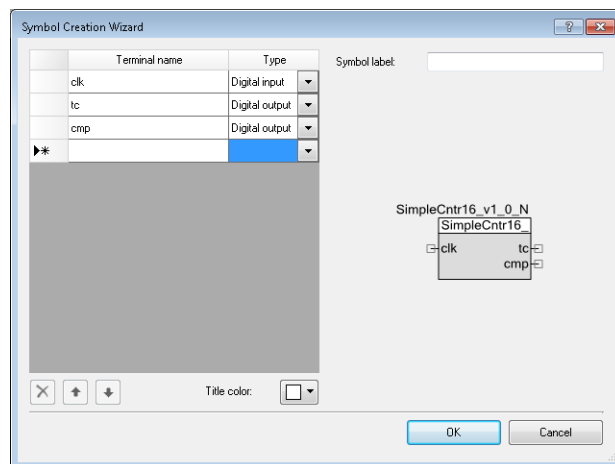 Symbol Creation Wizard
Terminal name Type
Symbol label:
clk Digital input
tc Digital output
cmp Digital output
SimpleCntr16_v1_0_N
SimpleCntr16_
clk tc
cmp
Title color:
OK Cancel